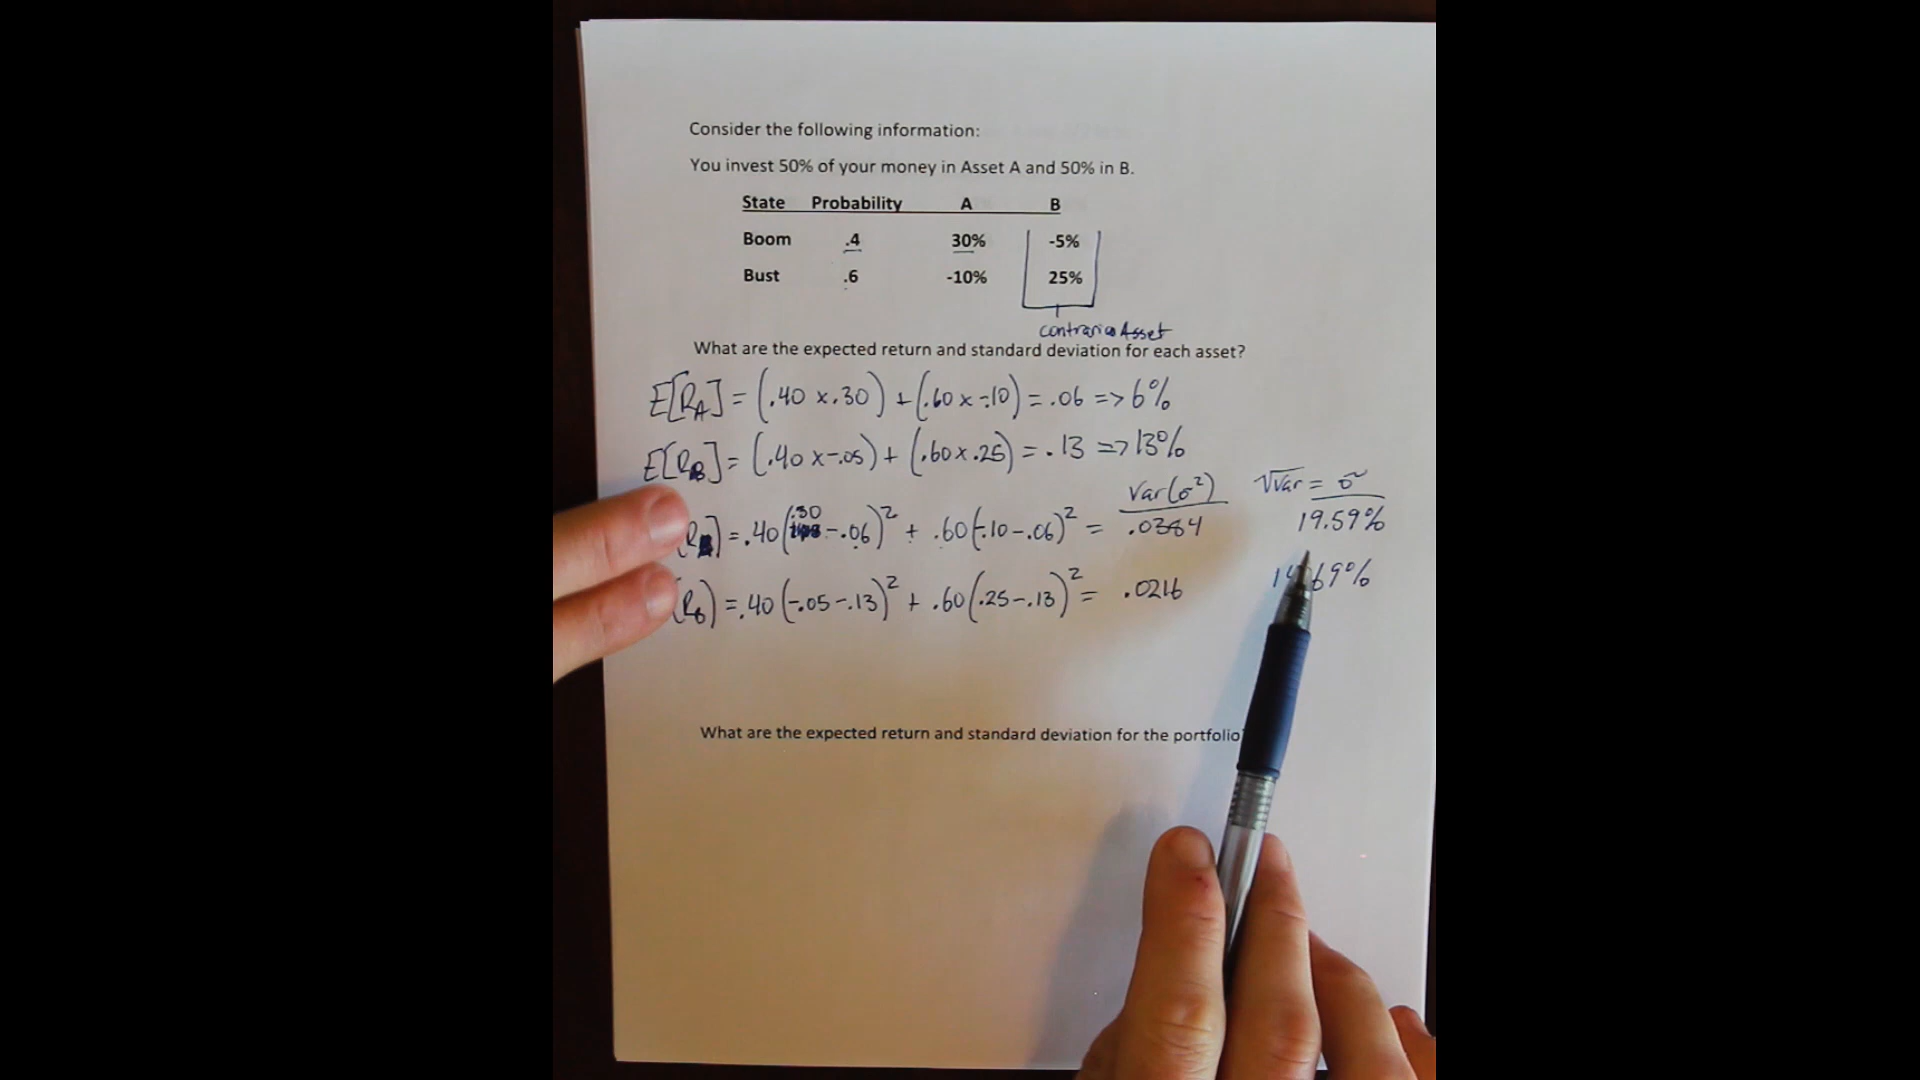 Consider the following information:
You invest 50% of your money in Asset A and 50% in B.
State Probability A B
Boom .4 30% -5%
Bust .6 -10% 25%
Asset
What are the expected return and standard deviation for each asset?
E[R_A] = (.40 x .30) + (.60 x -.10) = .06 => 6%
E[R_B] = (.40 x -.05) + (.60 x .25) = .13 => 13%
Var(σ²) √Var = σ
= .40(.30 - .06)² + .60(-.10 - .06)² = .0384 19.59%
(R_B) = .40(-.05 - .13)² + .60(.25 - .13)² = .0216
What are the expected return and standard deviation for the portfolio